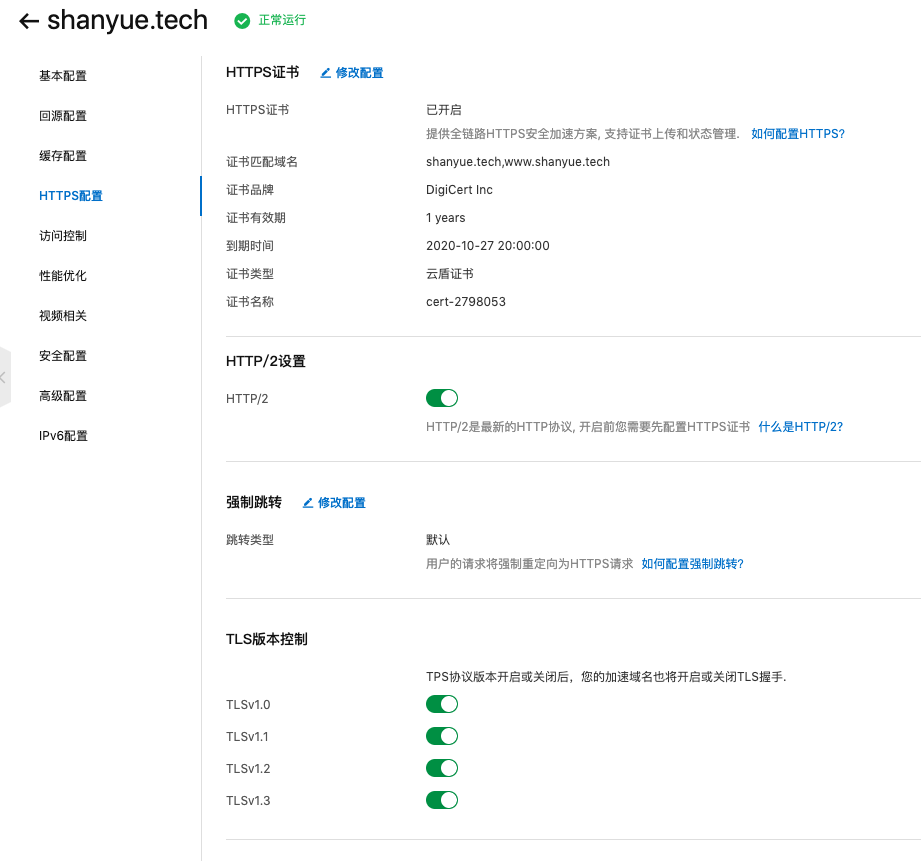 shanyue.tech 正常运行
基本配置
回源配置
缓存配置
HTTPS配置
访问控制
性能优化
视频相关
安全配置
高级配置
IPv6配置
HTTPS证书 修改配置
HTTPS证书 已开启
提供全链路HTTPS安全加速方案, 支持证书上传和状态管理. 如何配置HTTPS?
证书匹配域名 shanyue.tech,www.shanyue.tech
证书品牌 DigiCert Inc
证书有效期 1 years
到期时间 2020-10-27 20:00:00
证书类型 云盾证书
证书名称 cert-2798053
HTTP/2设置
HTTP/2
HTTP/2是最新的HTTP协议, 开启前您需要先配置HTTPS证书 什么是HTTP/2?
强制跳转 修改配置
跳转类型 默认
用户的请求将强制重定向为HTTPS请求 如何配置强制跳转?
TLS版本控制
TPS协议版本开启或关闭后，您的加速域名也将开启或关闭TLS握手.
TLSv1.0
TLSv1.1
TLSv1.2
TLSv1.3